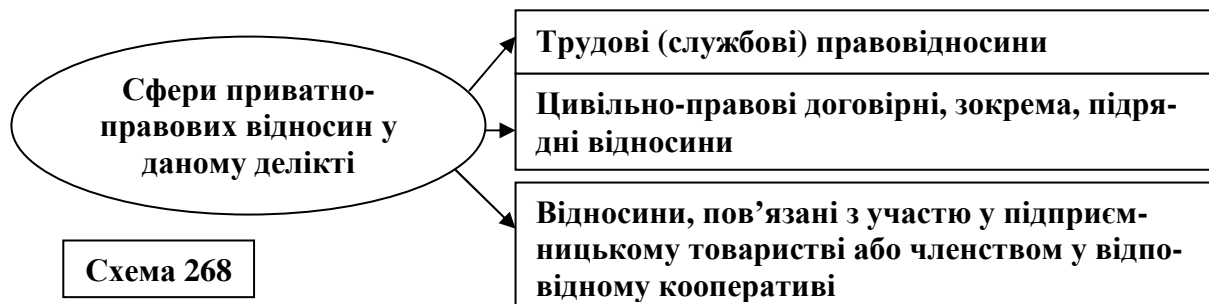 Сфери приватно-
правових відносин у
даному делікті
Трудові (службові) правовідносини
Цивільно-правові договірні, зокрема, підря-
дні відносини
Відносини, пов’язані з участю у підприєм-
ницькому товаристві або членством у відпо-
відному кооперативі
Схема 268